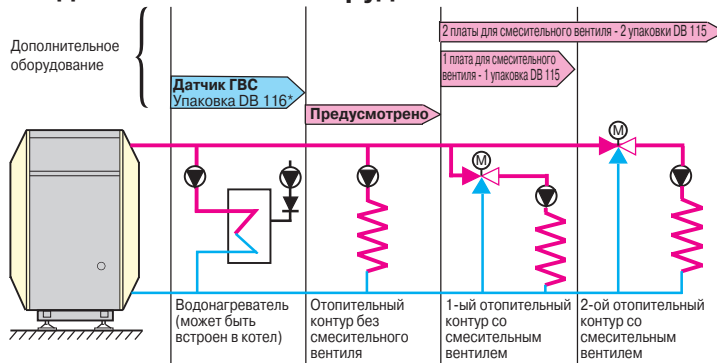 Дополнительное
оборудование
2 платы для смесительного вентиля - 2 упаковки DB 115
1 плата для смесительного
вентиля - 1 упаковка DB 115
Датчик ГВС
Упаковка DB 116*
Предусмотрено
M
M
Водонагреватель
(может быть
встроен в котел)
Отопительный
контур без
смесительного
вентиля
1-ый отопительный
контур со
смесительным
вентилем
2-ой отопительный
контур со
смесительным
вентилем